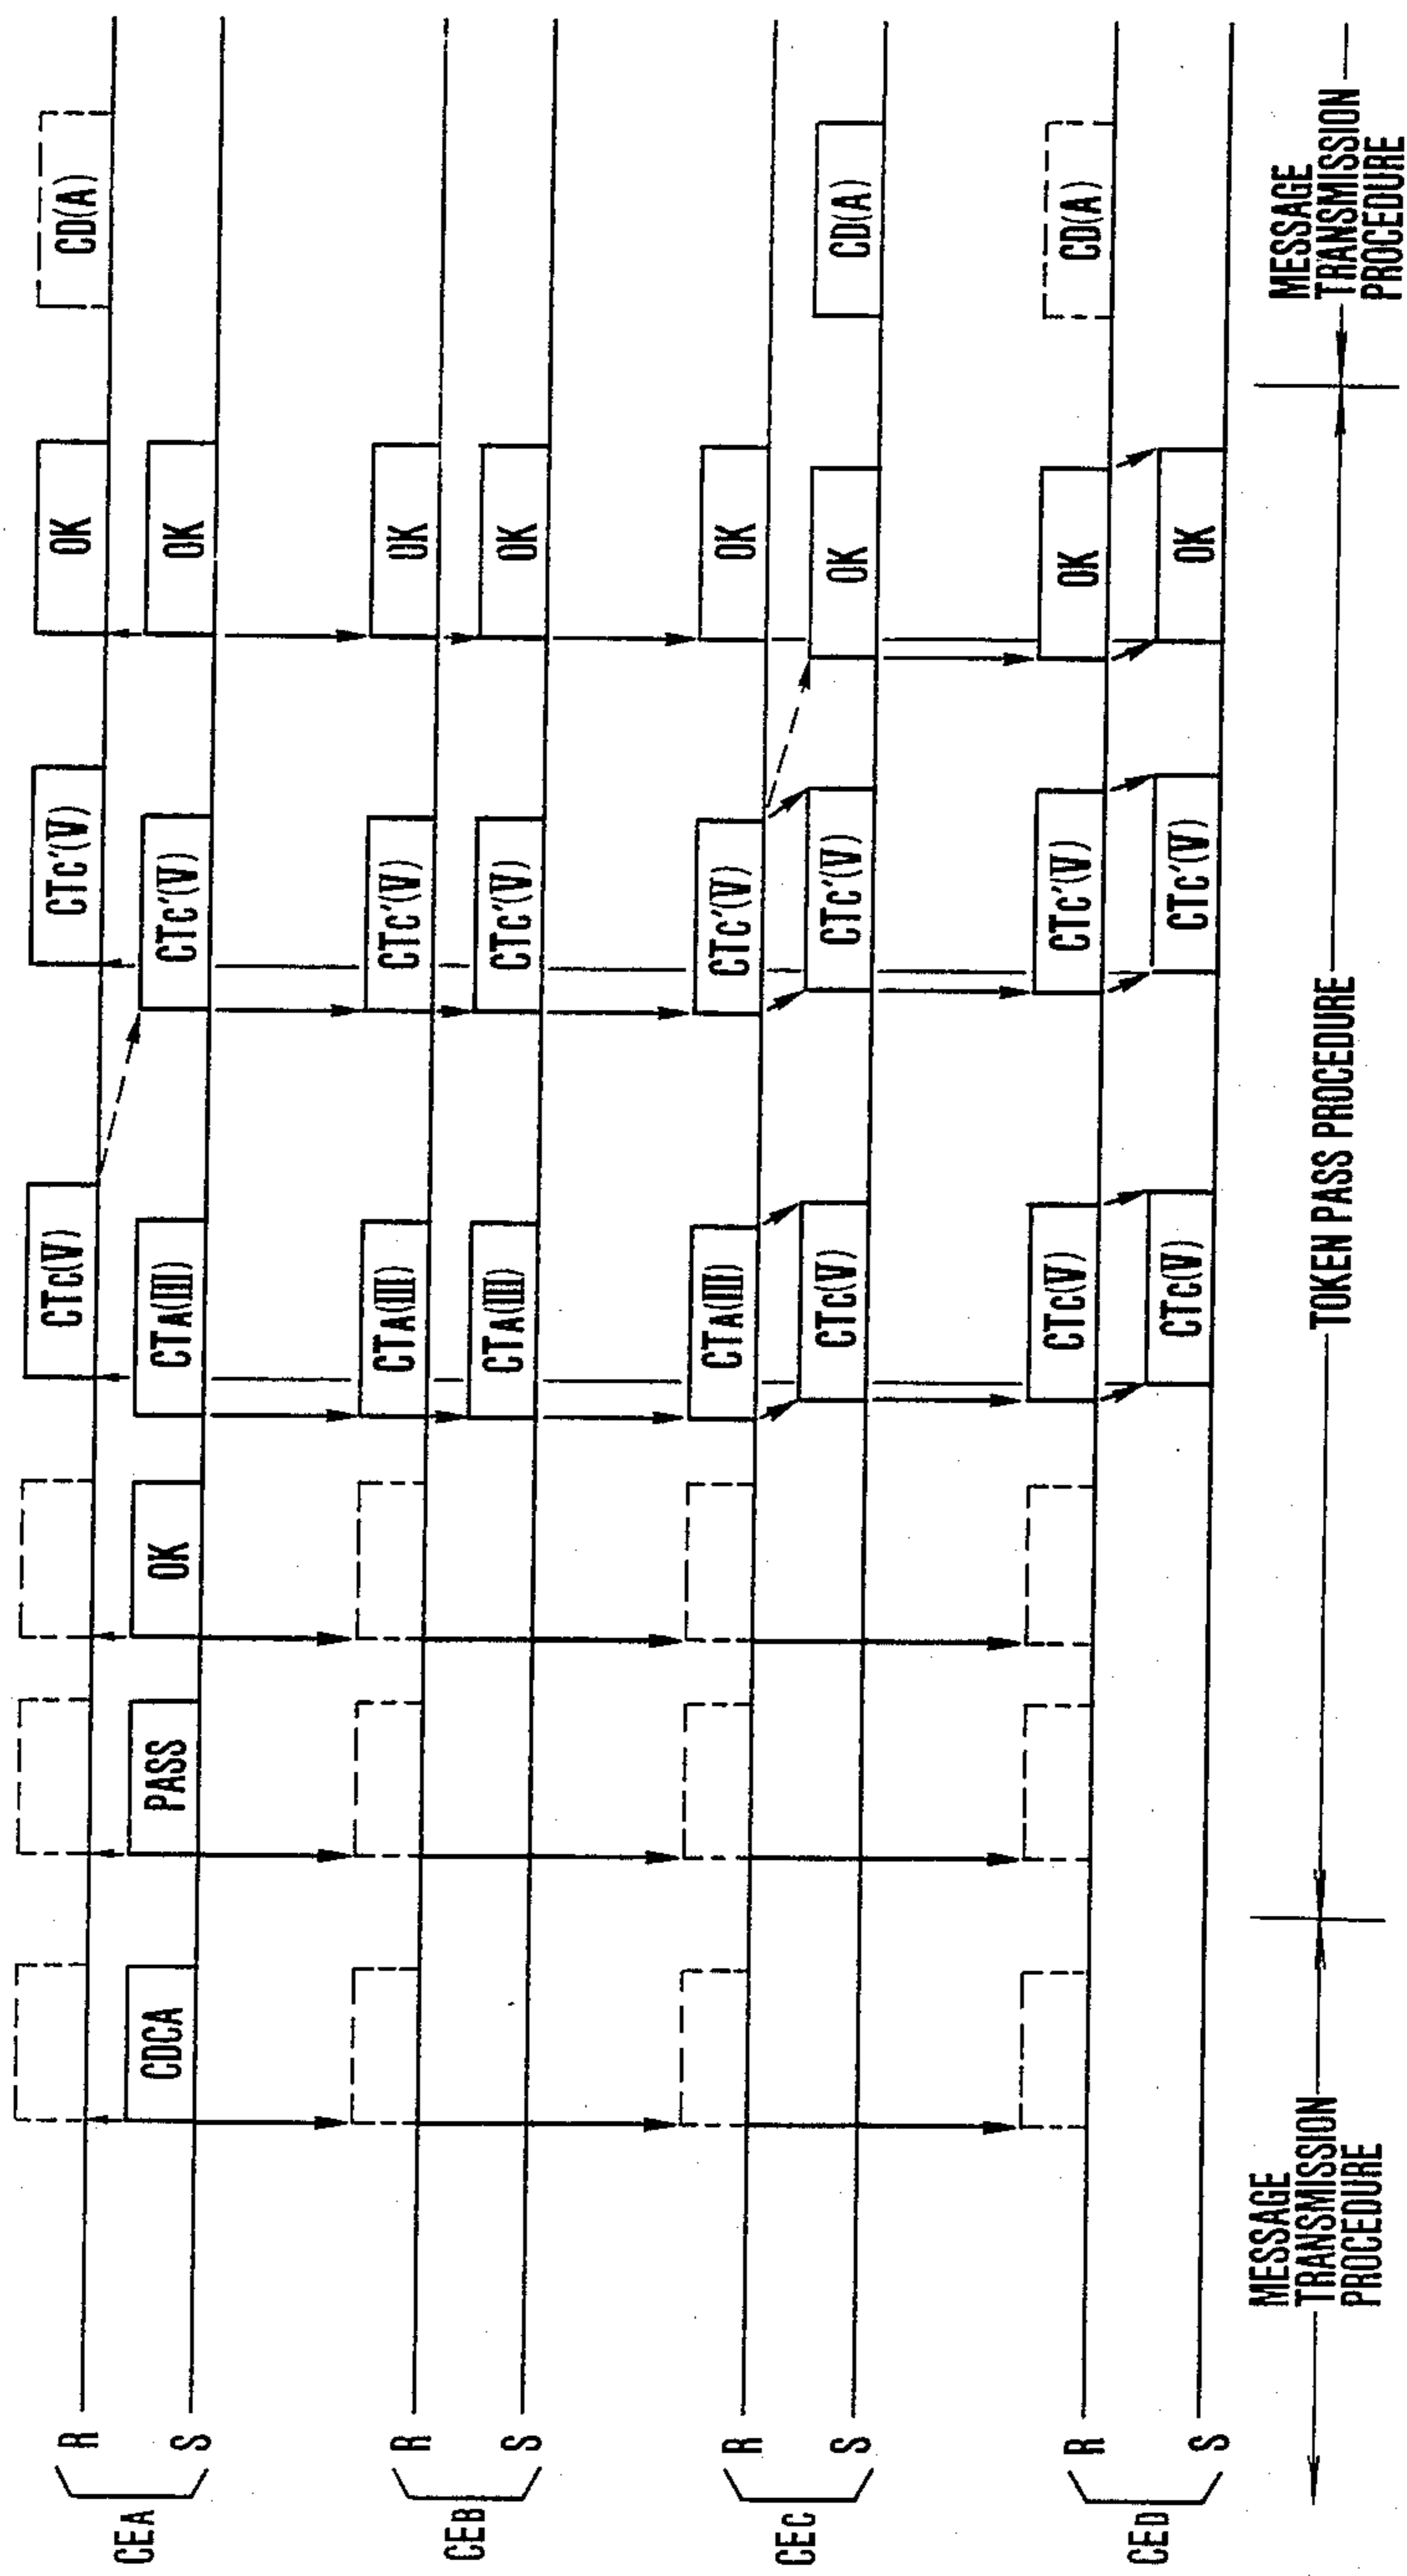 CEA
R
CTC(V)
CTC'(V)
OK
CD(A)
S
CDCA
PASS
OK
CTA(III)
CTC'(V)
OK
CEB
R
CTA(III)
CTC'(V)
OK
S
CTA(III)
CTC'(V)
OK
CEC
R
CTA(III)
CTC'(V)
OK
S
CTC(V)
CTC'(V)
OK
CD(A)
CED
R
CTC(V)
CTC'(V)
OK
CD(A)
S
CTC(V)
CTC'(V)
OK
MESSAGE
TRANSMISSION
PROCEDURE
TOKEN PASS PROCEDURE
MESSAGE
TRANSMISSION
PROCEDURE